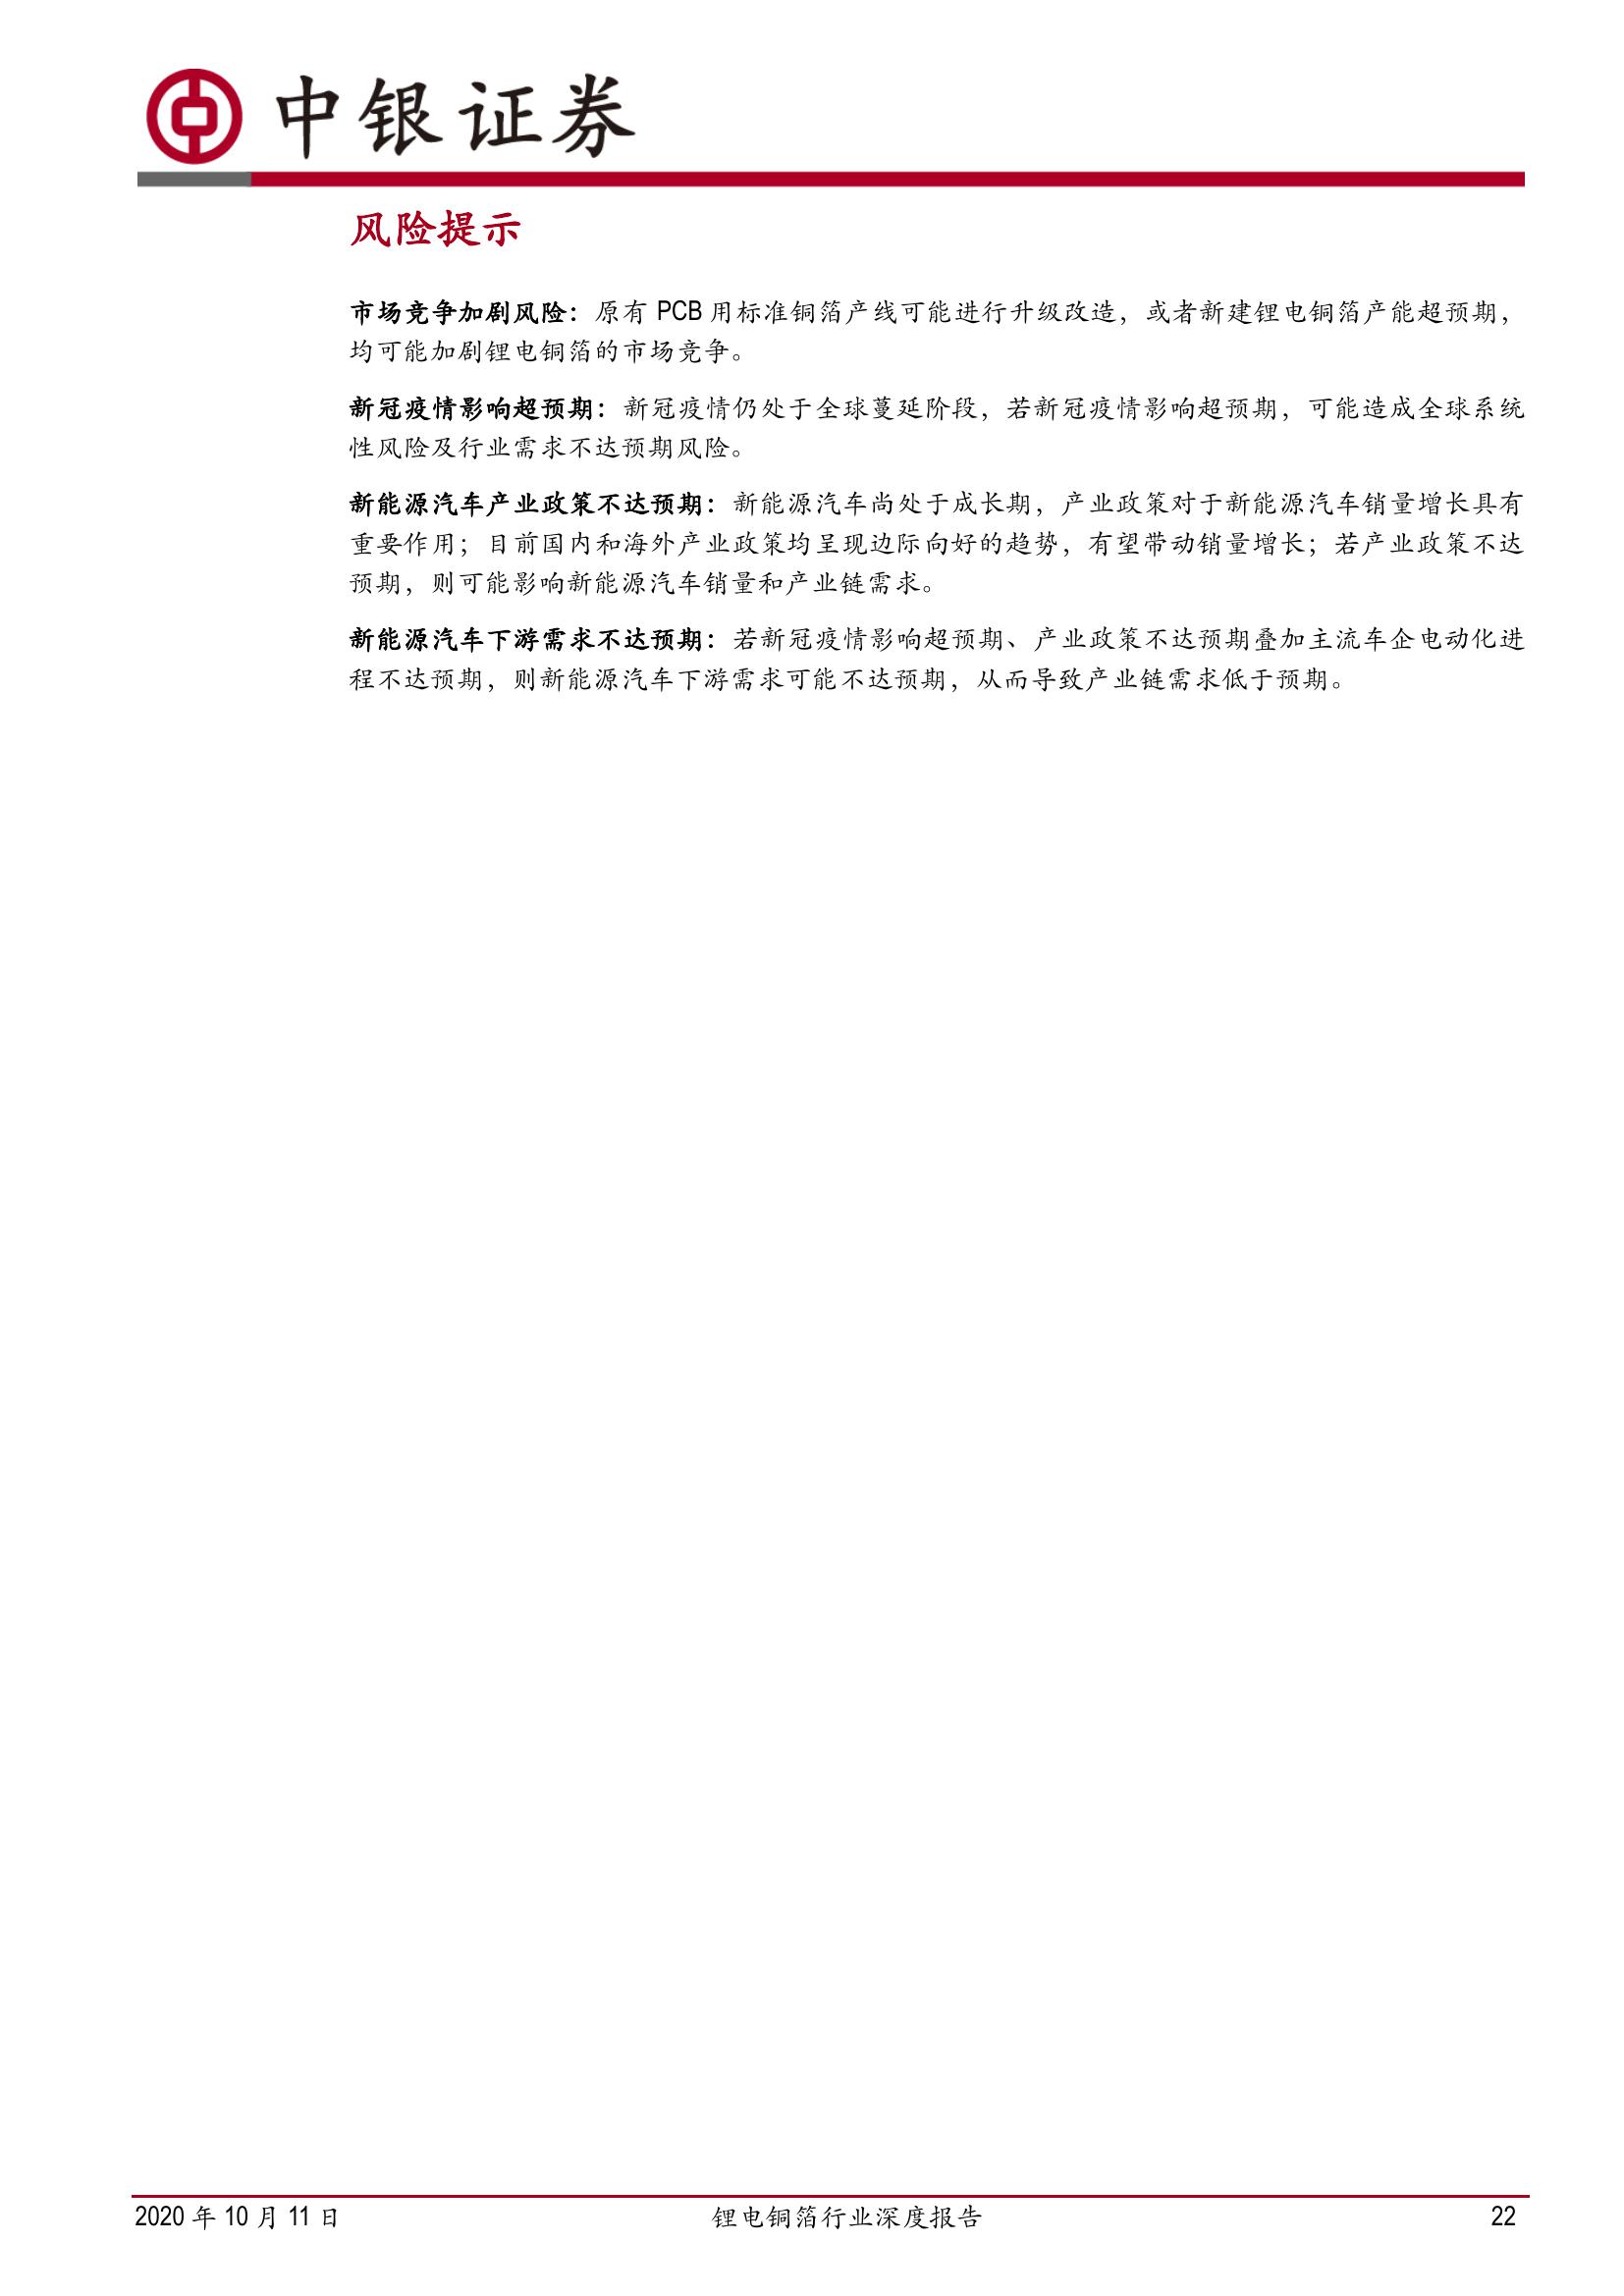 中银证券
风险提示
市场竞争加剧风险：原有 PCB 用标准铜箔产线可能进行升级改造，或者新建锂电铜箔产能超预期，
均可能加剧锂电铜箔的市场竞争。
新冠疫情影响超预期：新冠疫情仍处于全球蔓延阶段，若新冠疫情影响超预期，可能造成全球系统
性风险及行业需求不达预期风险。
新能源汽车产业政策不达预期：新能源汽车尚处于成长期，产业政策对于新能源汽车销量增长具有
重要作用；目前国内和海外产业政策均呈现边际向好的趋势，有望带动销量增长；若产业政策不达
预期，则可能影响新能源汽车销量和产业链需求。
新能源汽车下游需求不达预期：若新冠疫情影响超预期、产业政策不达预期叠加主流车企电动化进
程不达预期，则新能源汽车下游需求可能不达预期，从而导致产业链需求低于预期。
2020 年 10 月 11 日 锂电铜箔行业深度报告 22